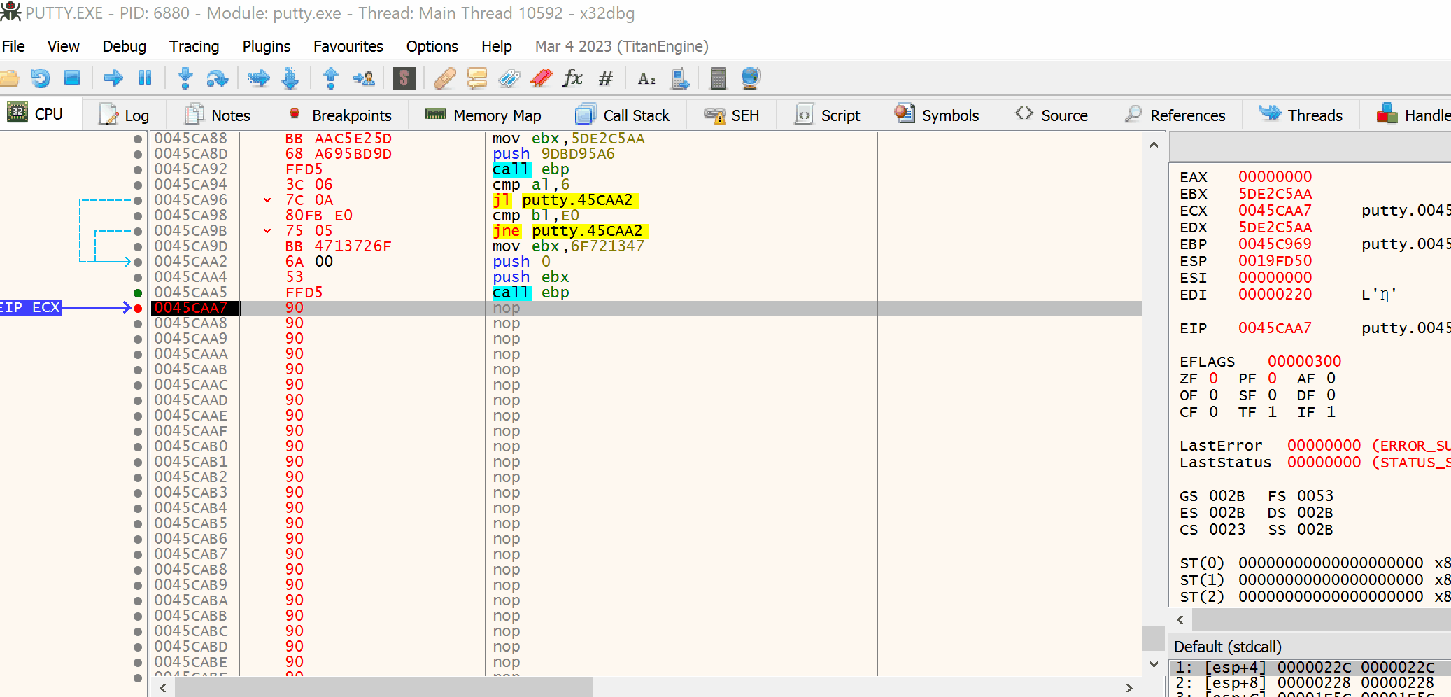 PUTTY.EXE - PID: 6880 - Module: putty.exe - Thread: Main Thread 10592 - x32dbg
File View Debug Tracing Plugins Favourites Options Help Mar 4 2023 (TitanEngine)
CPU Log Notes Breakpoints Memory Map Call Stack SEH Script Symbols Source References Threads Handle
0045CA88 BB AAC5E25D mov ebx,5DE2C5AA
0045CA8D 68 A695BD9D push 9DBD95A6
0045CA92 FFD5 call ebp
0045CA94 3C 06 cmp al,6
0045CA96 7C 0A jl putty.45CAA2
0045CA98 80FB E0 cmp bl,E0
0045CA9B 75 05 jne putty.45CAA2
0045CA9D BB 4713726F mov ebx,6F721347
0045CAA2 6A 00 push 0
0045CAA4 53 push ebx
0045CAA5 FFD5 call ebp
EIP ECX 0045CAA7 90 nop
0045CAA8 90 nop
0045CAA9 90 nop
0045CAAA 90 nop
0045CAAB 90 nop
0045CAAC 90 nop
0045CAAD 90 nop
0045CAAE 90 nop
0045CAAF 90 nop
0045CAB0 90 nop
0045CAB1 90 nop
0045CAB2 90 nop
0045CAB3 90 nop
0045CAB4 90 nop
0045CAB5 90 nop
0045CAB6 90 nop
0045CAB7 90 nop
0045CAB8 90 nop
0045CAB9 90 nop
0045CABA 90 nop
0045CABB 90 nop
0045CABC 90 nop
0045CABD 90 nop
0045CABE 90 nop
EAX 00000000
EBX 5DE2C5AA
ECX 0045CAA7 putty.0045
EDX 5DE2C5AA
EBP 0045C969 putty.0045
ESP 0019FD50
ESI 00000000
EDI 00000220 L'Ƞ'
EIP 0045CAA7 putty.0045
EFLAGS 00000300
ZF 0 PF 0 AF 0
OF 0 SF 0 DF 0
CF 0 TF 1 IF 1
LastError 00000000 (ERROR_SU
LastStatus 00000000 (STATUS_S
GS 002B FS 0053
ES 002B DS 002B
CS 0023 SS 002B
ST(0) 00000000000000000000 x8
ST(1) 00000000000000000000 x8
ST(2) 00000000000000000000 x8
Default (stdcall)
1: [esp+4] 0000022C 0000022C
2: [esp+8] 00000228 00000228